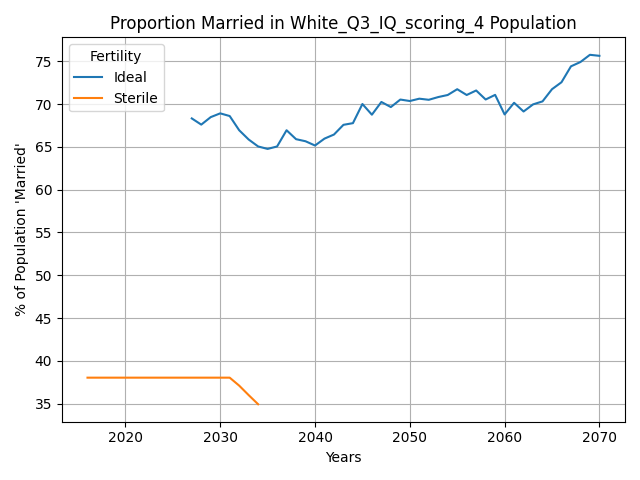 Proportion Married in White_Q3_IQ_scoring_4 Population
Fertility
Ideal
Sterile
% of Population 'Married'
75
70
65
60
55
50
45
40
35
2020 2030 2040 2050 2060 2070
Years